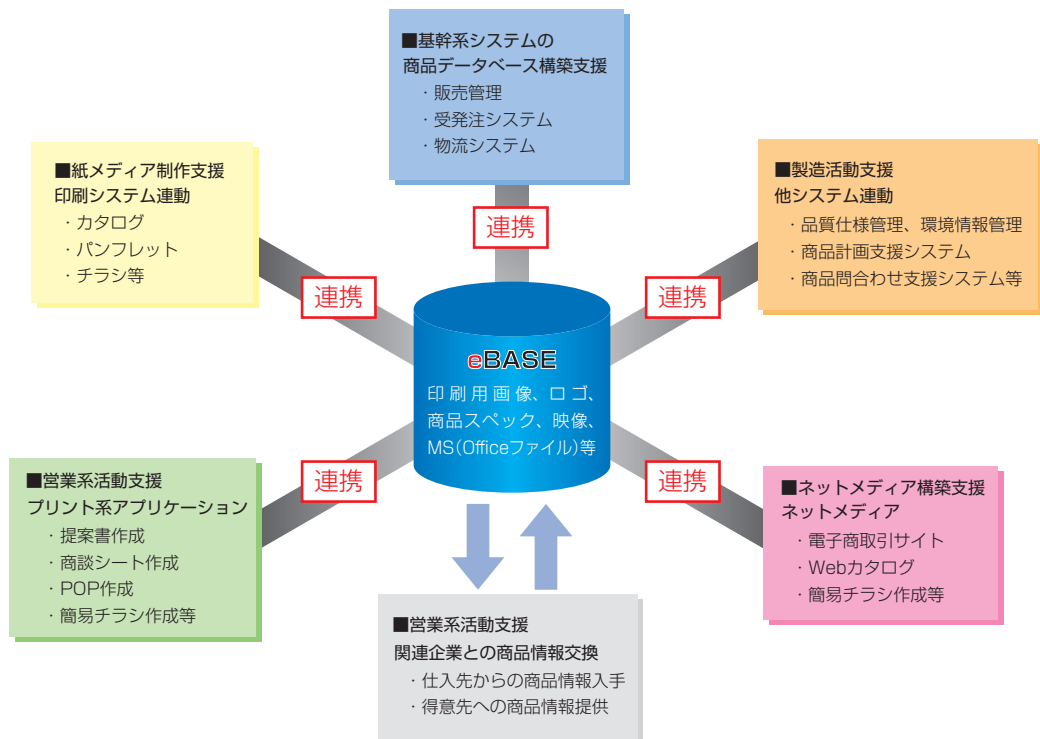 ■基幹系システムの
商品データベース構築支援
・販売管理
・受発注システム
・物流システム
■紙メディア制作支援
印刷システム連動
・カタログ
・パンフレット
・チラシ等
■製造活動支援
他システム連動
・品質仕様管理、環境情報管理
・商品計画支援システム
・商品問合わせ支援システム等
連携
連携
連携
eBASE
印刷用画像、ロゴ、
商品スペック、映像、
MS(Officeファイル)等
連携
連携
■営業系活動支援
プリント系アプリケーション
・提案書作成
・商談シート作成
・POP作成
・簡易チラシ作成等
■ネットメディア構築支援
ネットメディア
・電子商取引サイト
・Webカタログ
・簡易チラシ作成等
■営業系活動支援
関連企業との商品情報交換
・仕入先からの商品情報入手
・得意先への商品情報提供